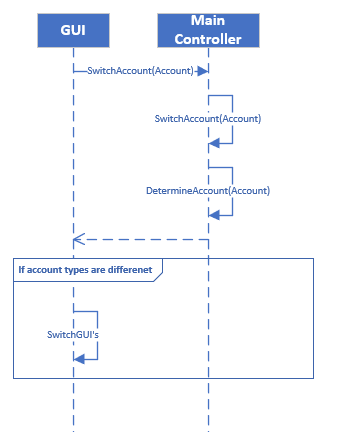 GUI
Main
Controller
SwitchAccount(Account)
SwitchAccount(Account)
DetermineAccount(Account)
If account types are differenet
SwitchGUI's